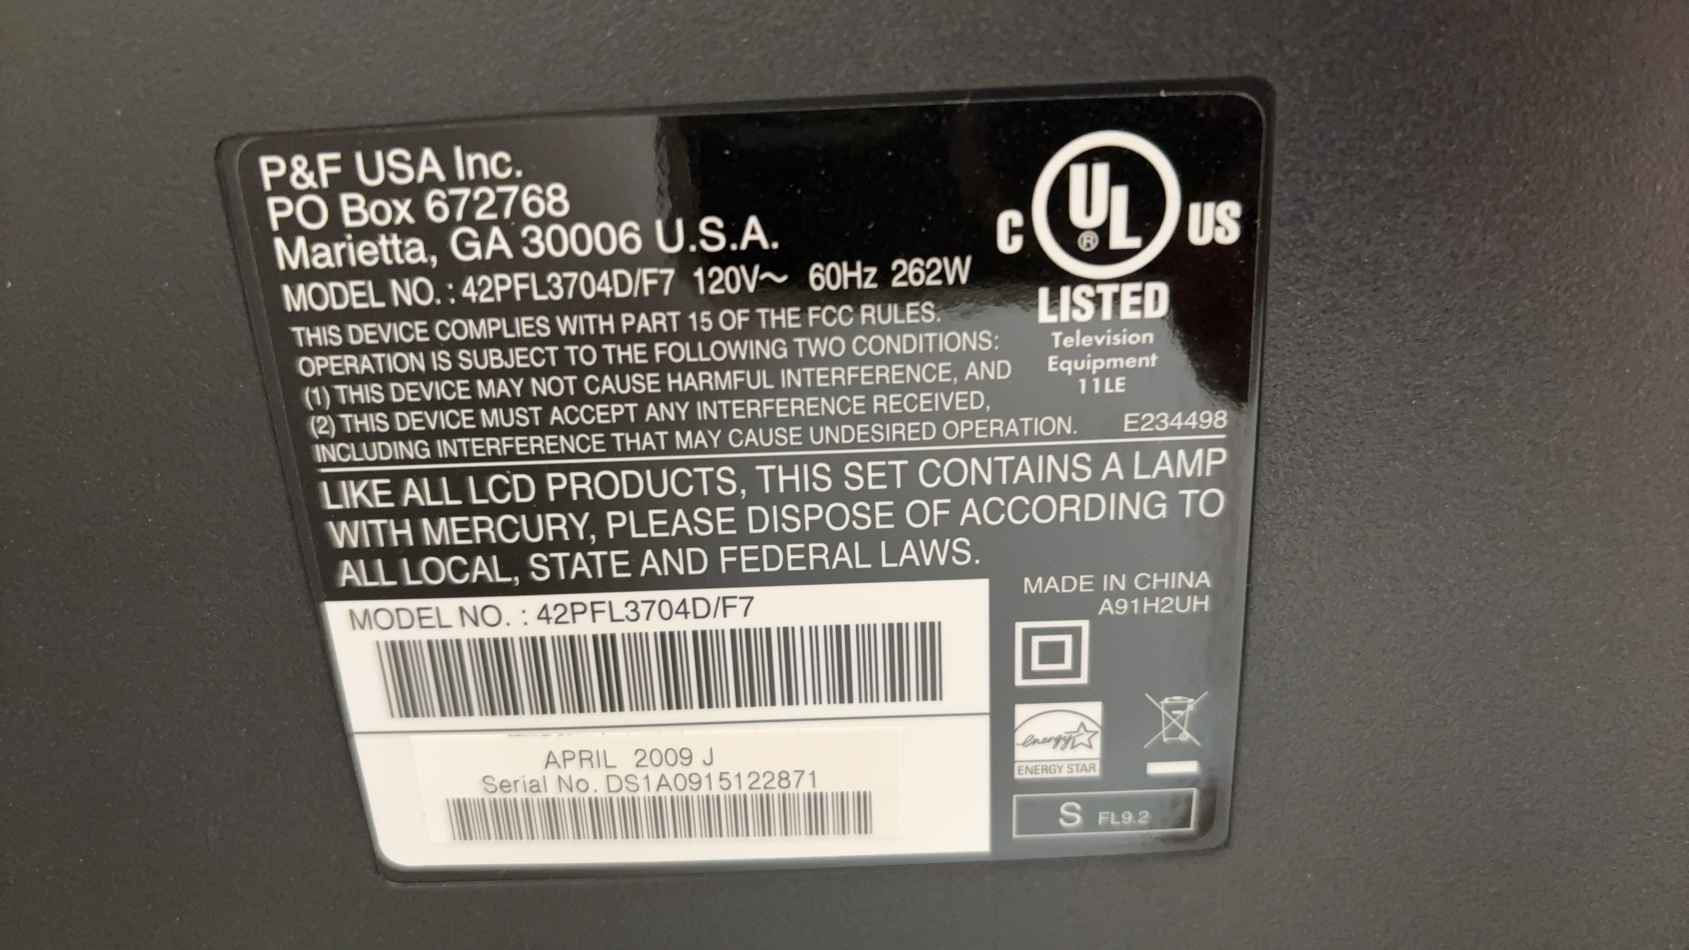 P&F USA Inc.
PO Box 672768
Marietta, GA 30006 U.S.A.
MODEL NO. : 42PFL3704D/F7 120V~ 60Hz 262W
THIS DEVICE COMPLIES WITH PART 15 OF THE FCC RULES.
OPERATION IS SUBJECT TO THE FOLLOWING TWO CONDITIONS:
(1) THIS DEVICE MAY NOT CAUSE HARMFUL INTERFERENCE, AND
(2) THIS DEVICE MUST ACCEPT ANY INTERFERENCE RECEIVED,
INCLUDING INTERFERENCE THAT MAY CAUSE UNDESIRED OPERATION.
C UL ® US
LISTED
Television
Equipment
11LE
E234498
LIKE ALL LCD PRODUCTS, THIS SET CONTAINS A LAMP
WITH MERCURY, PLEASE DISPOSE OF ACCORDING TO
ALL LOCAL, STATE AND FEDERAL LAWS.
MODEL NO. : 42PFL3704D/F7
APRIL 2009 J
Serial No. DS1A0915122871
MADE IN CHINA
A91H2UH
energy
ENERGY STAR
S FL9.2